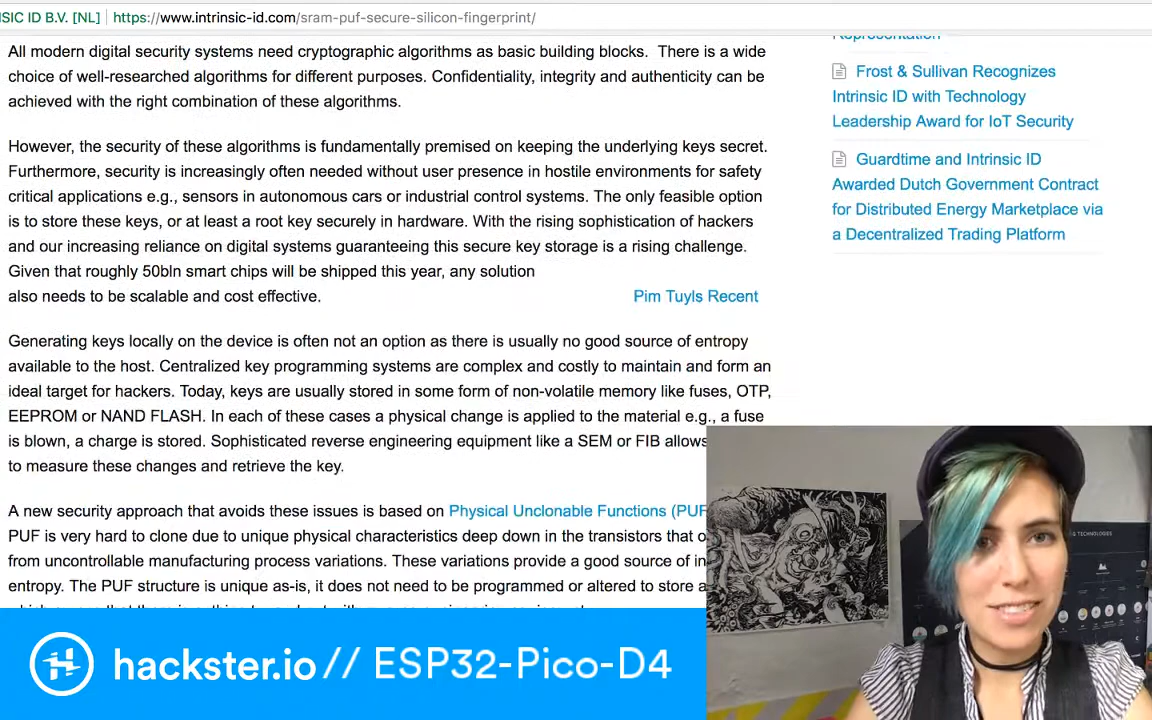 SIC ID B.V. [NL] https://www.intrinsic-id.com/sram-puf-secure-silicon-fingerprint/
All modern digital security systems need cryptographic algorithms as basic building blocks. There is a wide
choice of well-researched algorithms for different purposes. Confidentiality, integrity and authenticity can be
achieved with the right combination of these algorithms.
However, the security of these algorithms is fundamentally premised on keeping the underlying keys secret.
Furthermore, security is increasingly often needed without user presence in hostile environments for safety
critical applications e.g., sensors in autonomous cars or industrial control systems. The only feasible option
is to store these keys, or at least a root key securely in hardware. With the rising sophistication of hackers
and our increasing reliance on digital systems guaranteeing this secure key storage is a rising challenge.
Given that roughly 50bln smart chips will be shipped this year, any solution
also needs to be scalable and cost effective.
Pim Tuyls Recent
Generating keys locally on the device is often not an option as there is usually no good source of entropy
available to the host. Centralized key programming systems are complex and costly to maintain and form an
ideal target for hackers. Today, keys are usually stored in some form of non-volatile memory like fuses, OTP,
EEPROM or NAND FLASH. In each of these cases a physical change is applied to the material e.g., a fuse
is blown, a charge is stored. Sophisticated reverse engineering equipment like a SEM or FIB allows
to measure these changes and retrieve the key.
A new security approach that avoids these issues is based on Physical Unclonable Functions (PUF
PUF is very hard to clone due to unique physical characteristics deep down in the transistors that o
from uncontrollable manufacturing process variations. These variations provide a good source of in
entropy. The PUF structure is unique as-is, it does not need to be programmed or altered to store a
Representation
Frost & Sullivan Recognizes
Intrinsic ID with Technology
Leadership Award for IoT Security
Guardtime and Intrinsic ID
Awarded Dutch Government Contract
for Distributed Energy Marketplace via
a Decentralized Trading Platform
TECHNOLOGIES
hackster.io // ESP32-Pico-D4